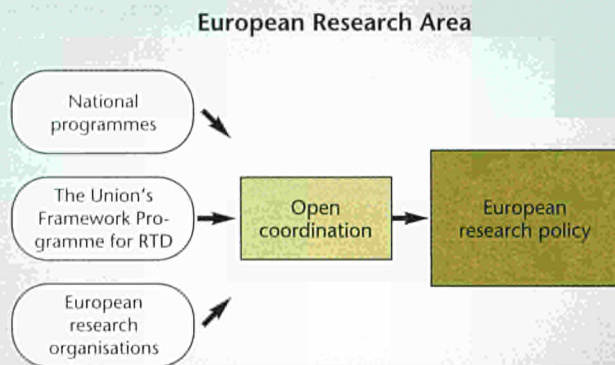 European Research Area
National
programmes
The Union's
Framework Pro-
gramme for RTD
European
research
organisations
Open
coordination
European
research policy